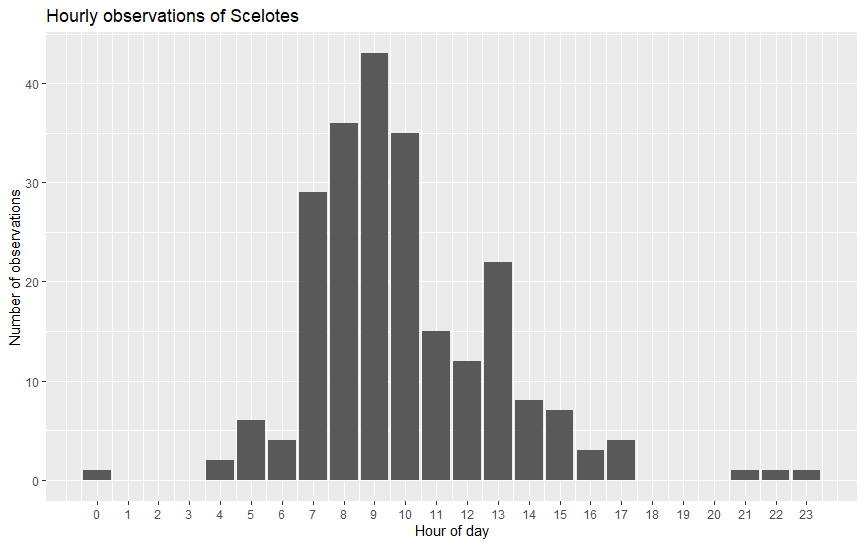 Hourly observations of Scelotes
Number of observations
40
30
20
10
0
0 1 2 3 4 5 6 7 8 9 10 11 12 13 14 15 16 17 18 19 20 21 22 23
Hour of day